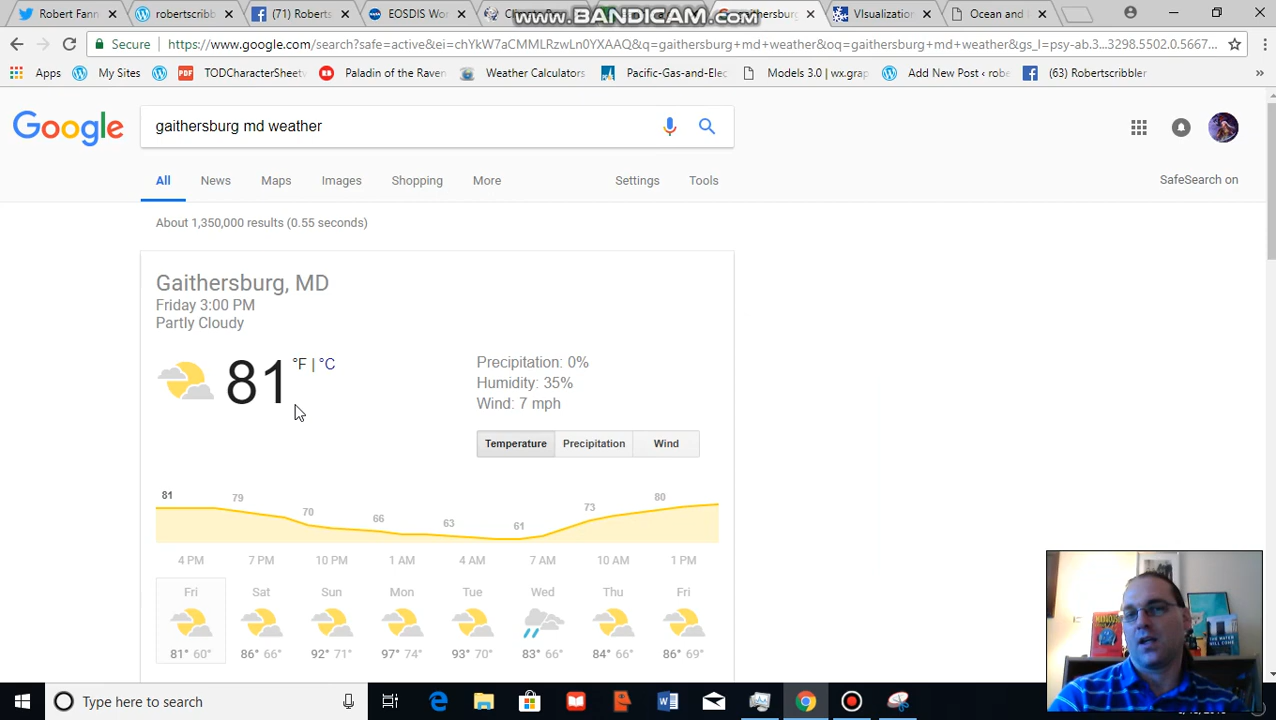 Robert Fann
robertscribb
(71) Roberts
EOSDIS Wor
www.BANDICAM.com
aithersburg
VIsualization
Ocean and
Secure
https://www.google.com/search?safe=active&ei=chYkW7aCMMLRzwLn0YXAAQ&q=gaithersburg+md+weather&oq=gaithersburg+md+weather&gs_l=psy-ab.3...3298.5502.0.5667...
Apps
My Sites
PDF TODCharacterSheet
Paladin of the Raven
Weather Calculators
Pacific-Gas-and-Elec
Models 3.0 | wx.grap
Add New Post ‹ robe
(63) Robertscribbler
»
Google
gaithersburg md weather
All
News
Maps
Images
Shopping
More
Settings
Tools
SafeSearch on
About 1,350,000 results (0.55 seconds)
Gaithersburg, MD
Friday 3:00 PM
Partly Cloudy
81 °F | °C
Precipitation: 0%
Humidity: 35%
Wind: 7 mph
Temperature
Precipitation
Wind
81 79 70 66 63 61 73 80
4 PM 7 PM 10 PM 1 AM 4 AM 7 AM 10 AM 1 PM
Fri Sat Sun Mon Tue Wed Thu Fri
81° 60° 86° 66° 92° 71° 97° 74° 93° 70° 83° 66° 84° 66° 86° 69°
THE WATER
WILL COME
Type here to search